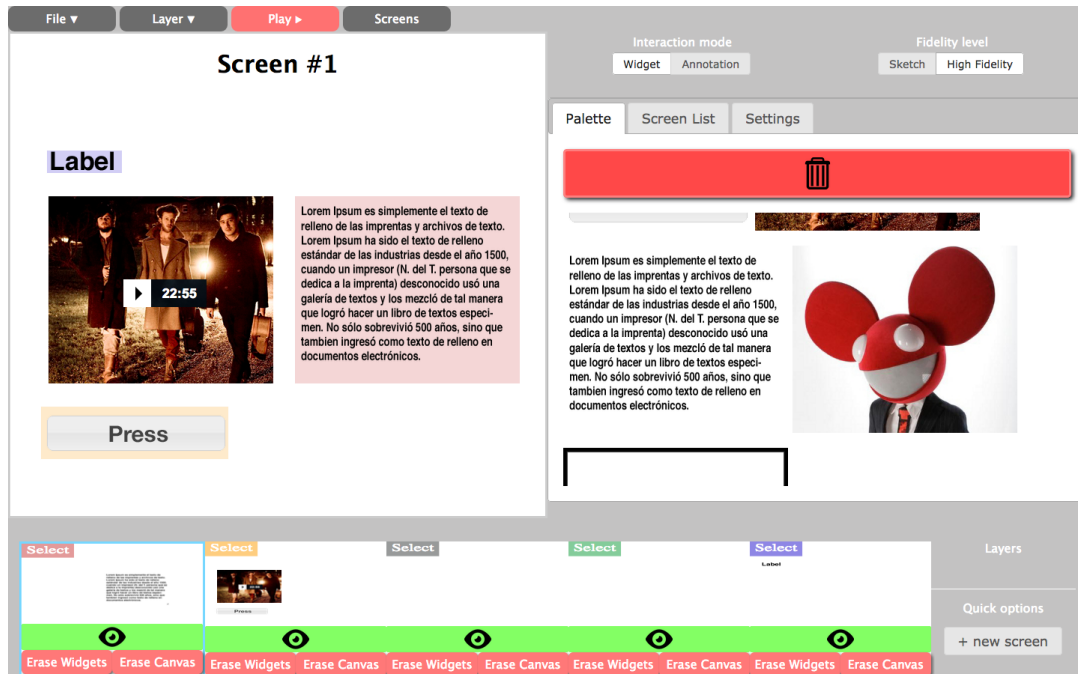 File ▾
Layer ▾
Play ▸
Screens
Screen #1
Label
22:55
Lorem Ipsum es simplemente el texto de
relleno de las imprentas y archivos de texto.
Lorem Ipsum ha sido el texto de relleno
estándar de las industrias desde el año 1500,
cuando un impresor (N. del T. persona que se
dedica a la imprenta) desconocido usó una
galería de textos y los mezcló de tal manera
que logró hacer un libro de textos especi-
men. No sólo sobrevivió 500 años, sino que
tambien ingresó como texto de relleno en
documentos electrónicos.
Press
Interaction mode
Widget Annotation
Fidelity level
Sketch High Fidelity
Palette Screen List Settings
Lorem Ipsum es simplemente el texto de
relleno de las imprentas y archivos de texto.
Lorem Ipsum ha sido el texto de relleno
estándar de las industrias desde el año 1500,
cuando un impresor (N. del T. persona que se
dedica a la imprenta) desconocido usó una
galería de textos y los mezcló de tal manera
que logró hacer un libro de textos especi-
men. No sólo sobrevivió 500 años, sino que
tambien ingresó como texto de relleno en
documentos electrónicos.
Select Select Select Select Select
Label
Press
Erase Widgets Erase Canvas Erase Widgets Erase Canvas Erase Widgets Erase Canvas Erase Widgets Erase Canvas Erase Widgets Erase Canvas
Layers
Quick options
+ new screen